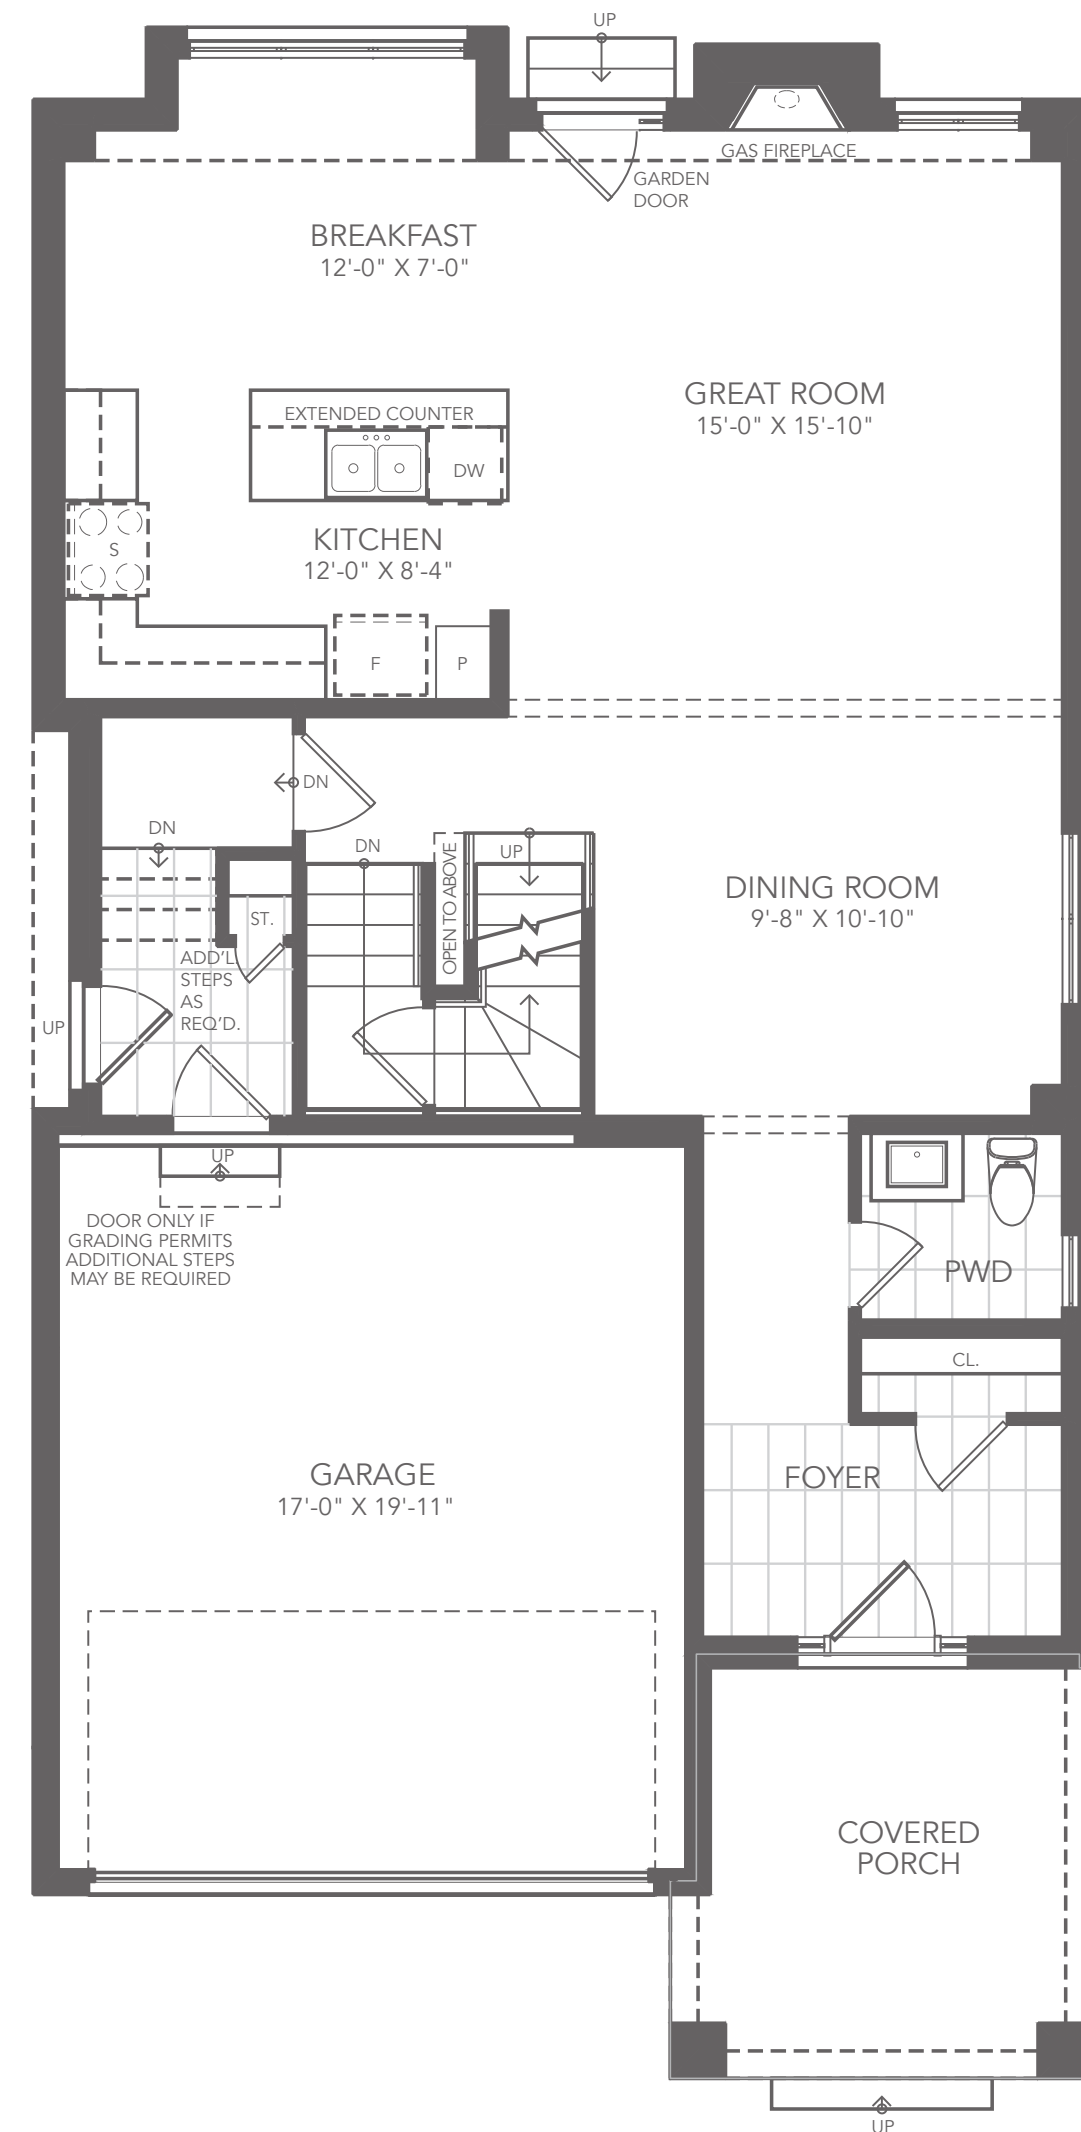 UP
GAS FIREPLACE
GARDEN
DOOR
BREAKFAST
12'-0" X 7'-0"
GREAT ROOM
15'-0" X 15'-10"
EXTENDED COUNTER
DW
KITCHEN
12'-0" X 8'-4"
S
F
P
DN
DN
DN
UP
OPEN TO ABOVE
DINING ROOM
9'-8" X 10'-10"
ST.
ADD'L.
STEPS
AS
REQ'D.
UP
UP
DOOR ONLY IF
GRADING PERMITS
ADDITIONAL STEPS
MAY BE REQUIRED
PWD
CL.
FOYER
GARAGE
17'-0" X 19'-11"
COVERED
PORCH
UP